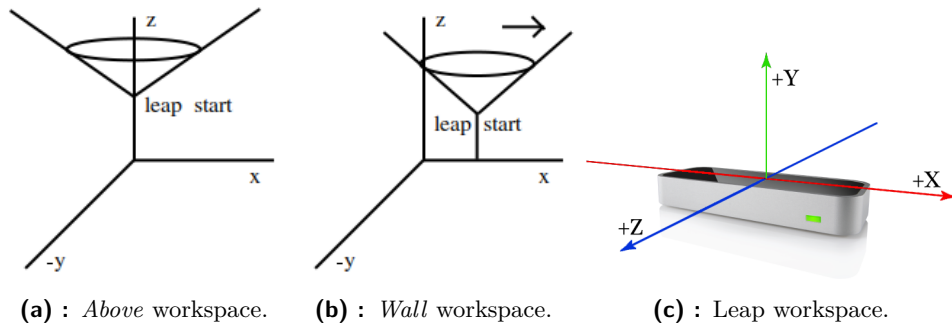 z
leap start
x
-y
z
leap start
x
-y
+Y
+X
+Z
(a) : Above workspace.
(b) : Wall workspace.
(c) : Leap workspace.